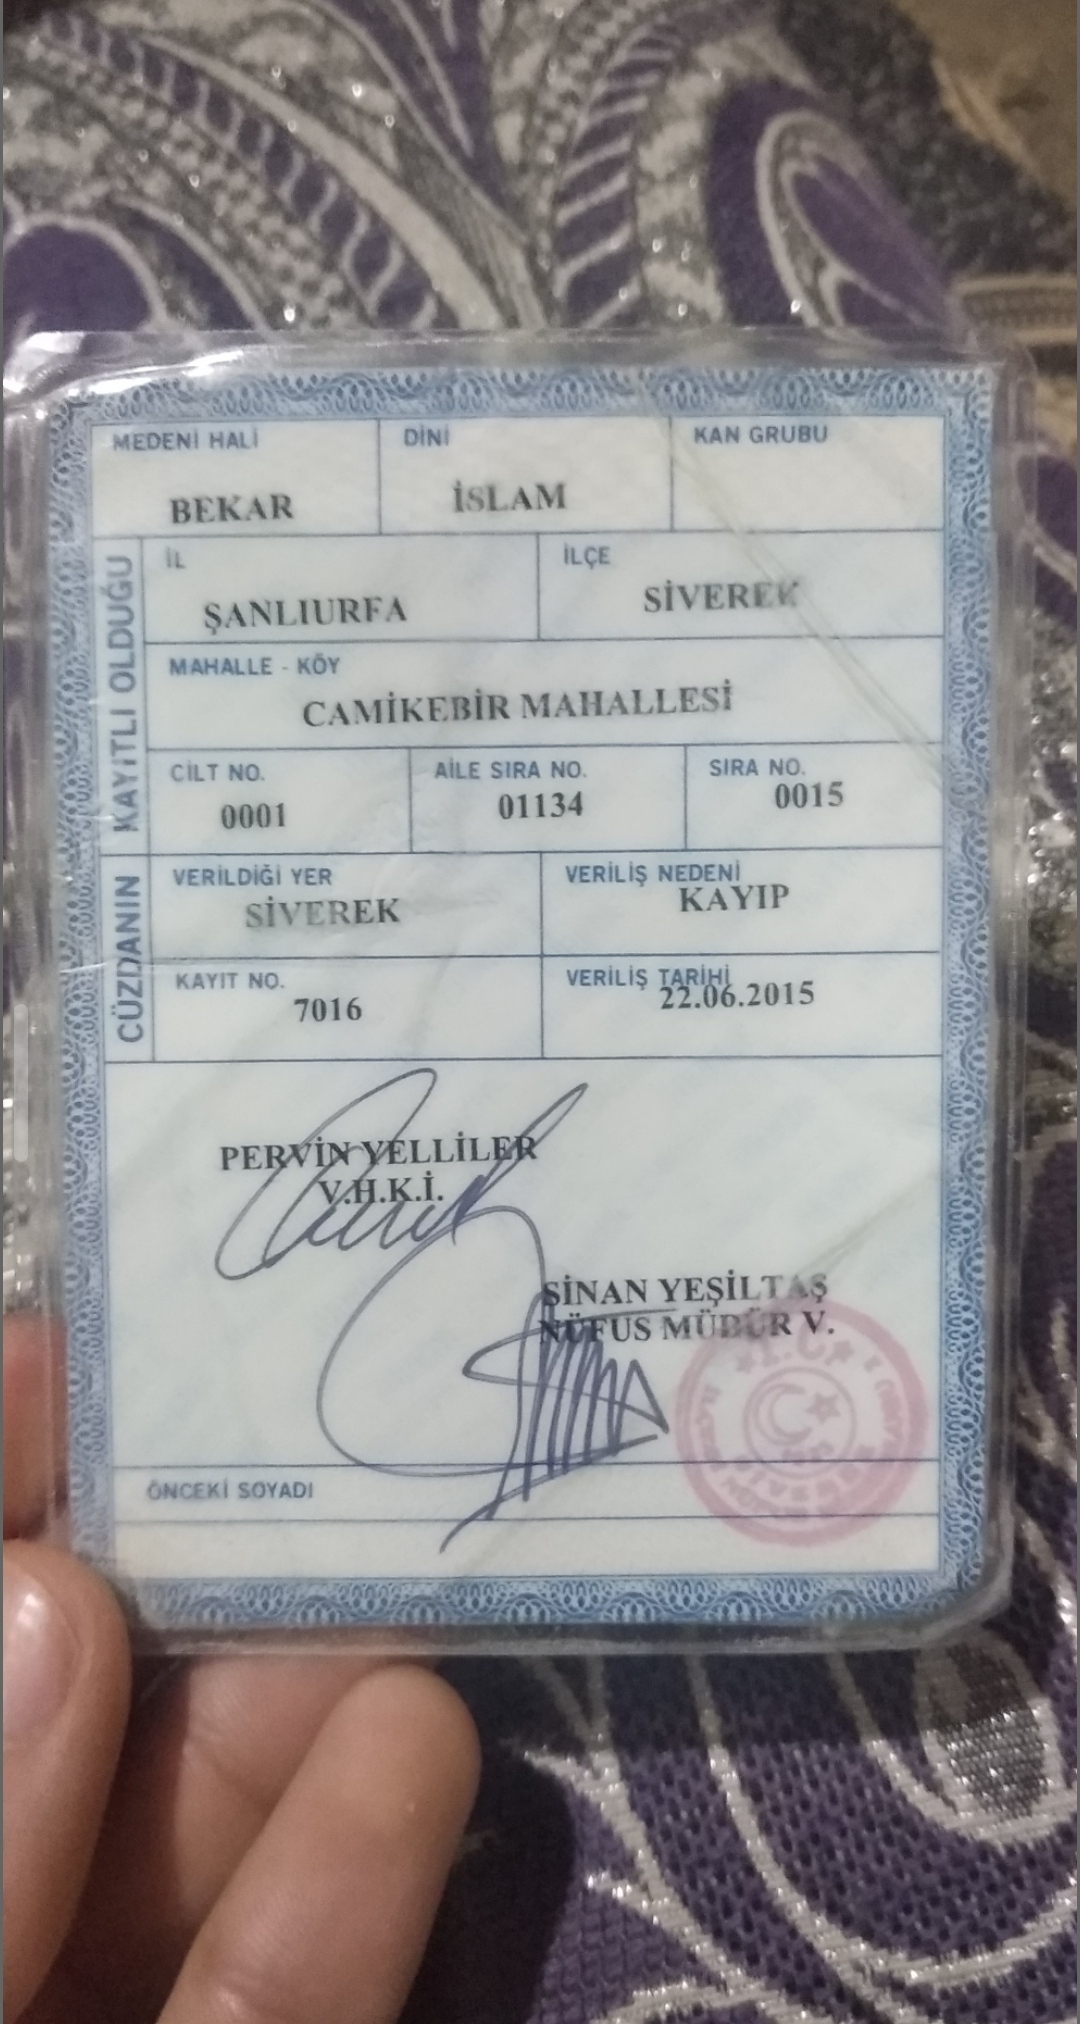 MEDENİ HALİ DİNİ KAN GRUBU
BEKAR İSLAM
KAYITLI OLDUĞU
İL İLÇE
ŞANLIURFA SİVEREK
MAHALLE - KÖY
CAMİKEBİR MAHALLESİ
CİLT NO. AİLE SIRA NO. SIRA NO.
0001 01134 0015
CÜZDANIN
VERİLDİĞİ YER VERİLİŞ NEDENİ
SİVEREK KAYIP
KAYIT NO. VERİLİŞ TARİHİ
7016 22.06.2015
PERVİN YELLİLER
V.H.K.İ.
SİNAN YEŞİLTAŞ
NÜFUS MÜDÜR V.
T.C.
ÖNCEKİ SOYADI